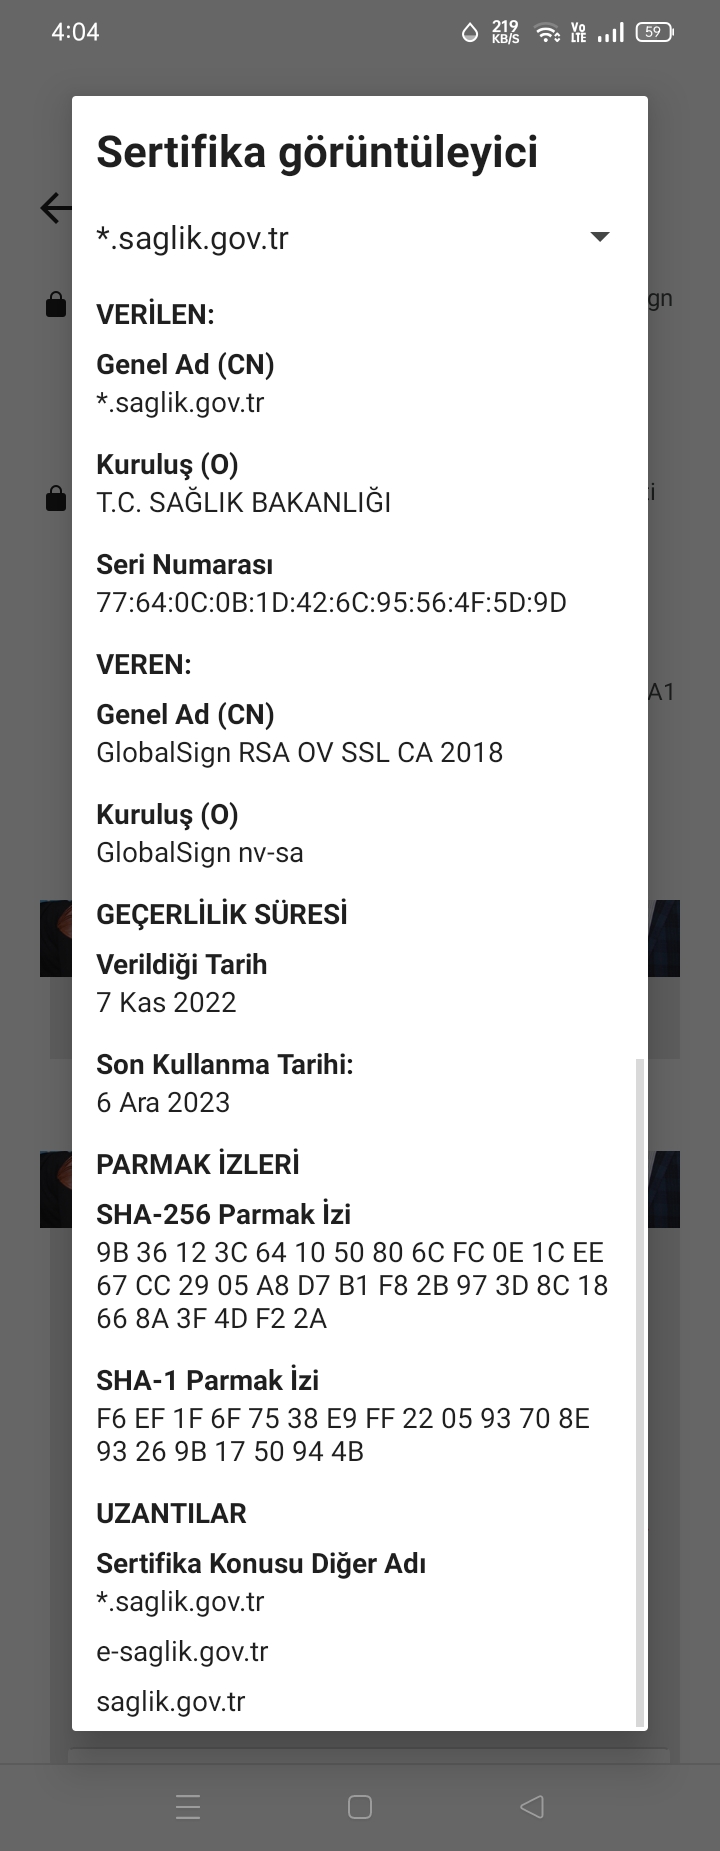 4:04
219
KB/S
Vo
LTE
59
Sertifika görüntüleyici
*.saglik.gov.tr
gn
VERİLEN:
Genel Ad (CN)
*.saglik.gov.tr
Kuruluş (O)
T.C. SAĞLIK BAKANLIĞI
Seri Numarası
77:64:0C:0B:1D:42:6C:95:56:4F:5D:9D
VEREN:
A1
Genel Ad (CN)
GlobalSign RSA OV SSL CA 2018
Kuruluş (O)
GlobalSign nv-sa
GEÇERLİLİK SÜRESİ
Verildiği Tarih
7 Kas 2022
Son Kullanma Tarihi:
6 Ara 2023
PARMAK İZLERİ
SHA-256 Parmak İzi
9B 36 12 3C 64 10 50 80 6C FC 0E 1C EE
67 CC 29 05 A8 D7 B1 F8 2B 97 3D 8C 18
66 8A 3F 4D F2 2A
SHA-1 Parmak İzi
F6 EF 1F 6F 75 38 E9 FF 22 05 93 70 8E
93 26 9B 17 50 94 4B
UZANTILAR
Sertifika Konusu Diğer Adı
*.saglik.gov.tr
e-saglik.gov.tr
saglik.gov.tr